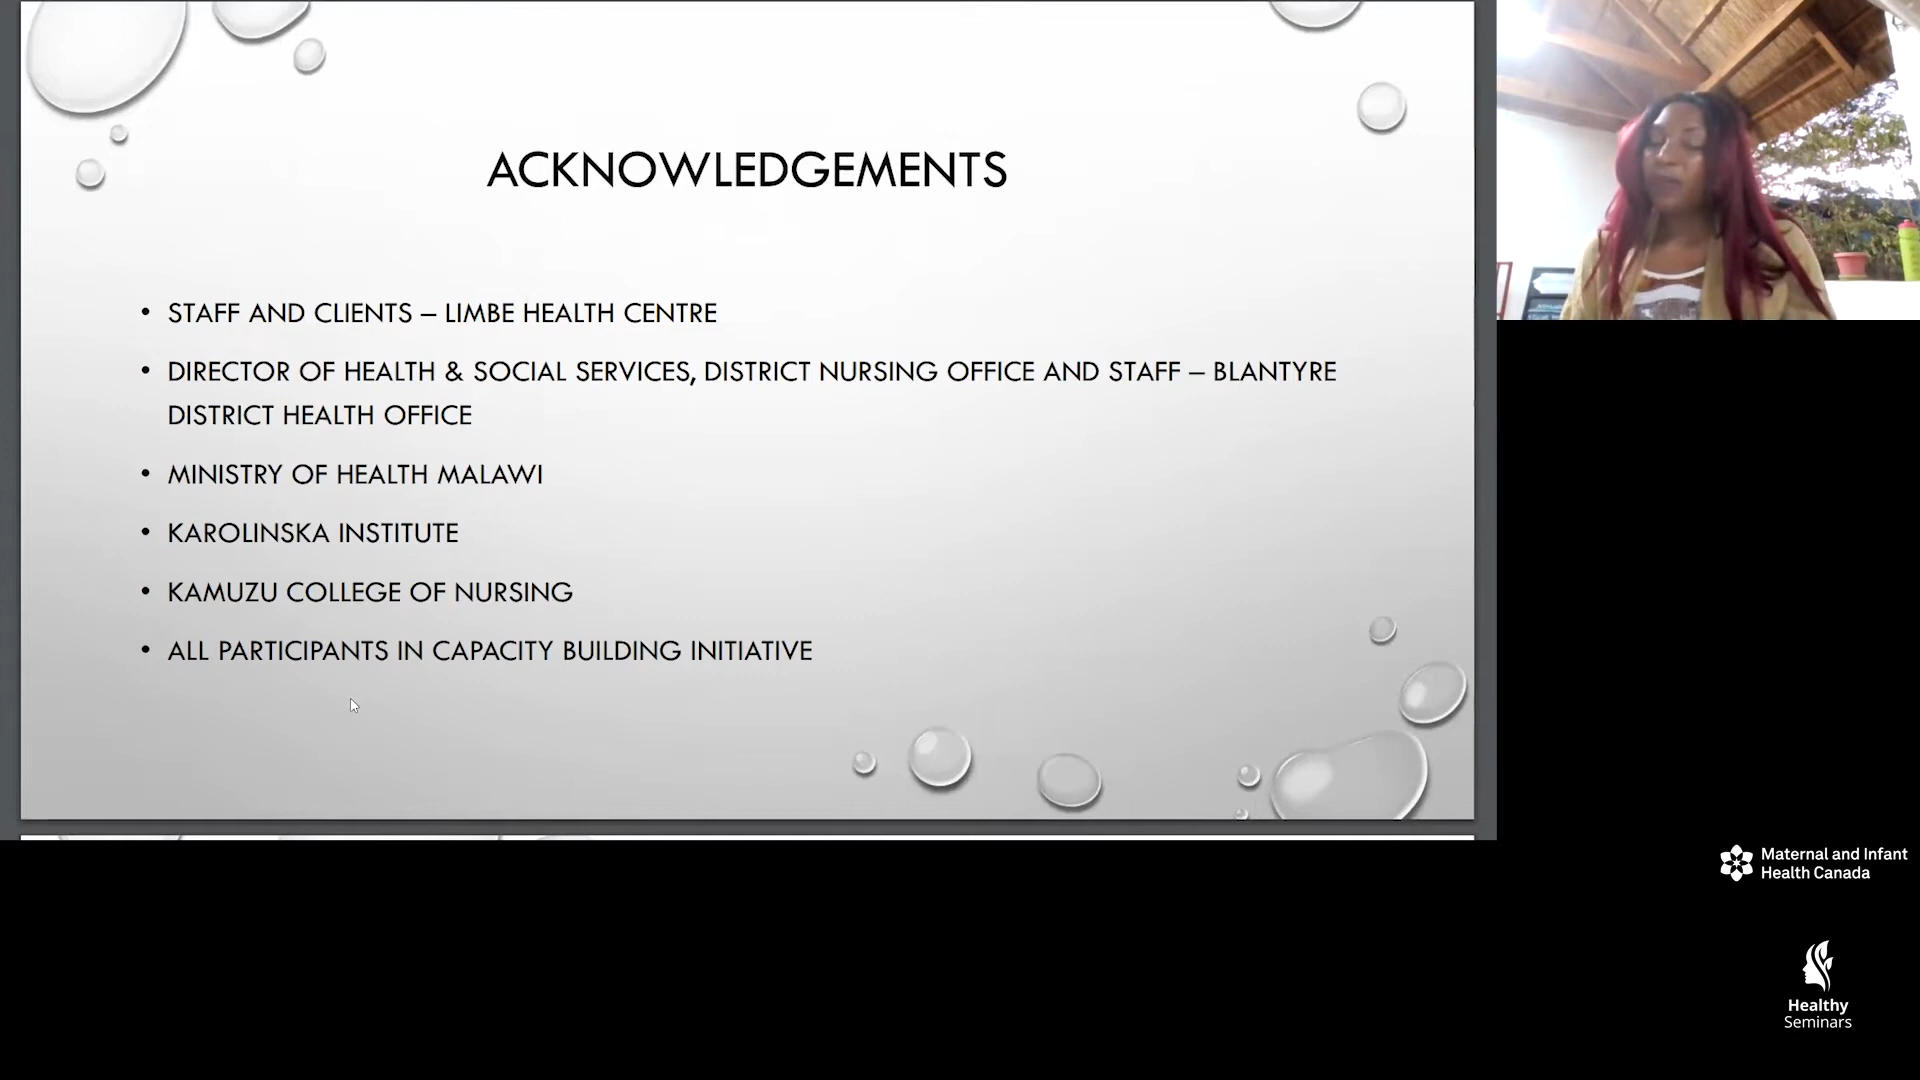 ACKNOWLEDGEMENTS
• STAFF AND CLIENTS – LIMBE HEALTH CENTRE
• DIRECTOR OF HEALTH & SOCIAL SERVICES, DISTRICT NURSING OFFICE AND STAFF – BLANTYRE
DISTRICT HEALTH OFFICE
• MINISTRY OF HEALTH MALAWI
• KAROLINSKA INSTITUTE
• KAMUZU COLLEGE OF NURSING
• ALL PARTICIPANTS IN CAPACITY BUILDING INITIATIVE
Maternal and Infant
Health Canada
Healthy
Seminars